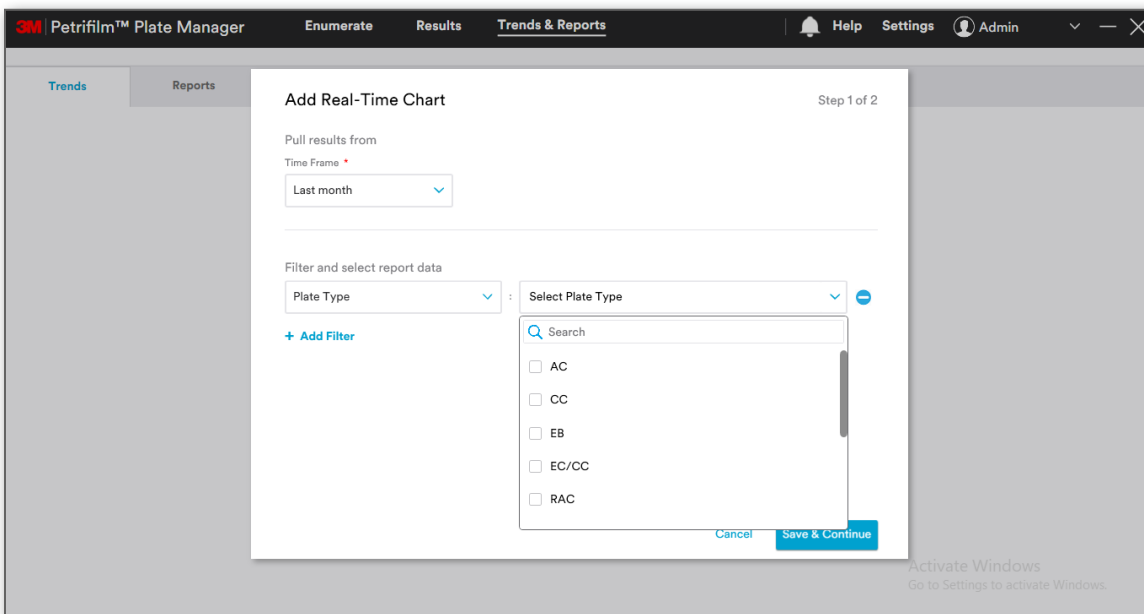 3M Petrifilm™ Plate Manager Enumerate Results Trends & Reports Help Settings Admin
Trends Reports
Add Real-Time Chart Step 1 of 2
Pull results from
Time Frame *
Last month
Filter and select report data
Plate Type : Select Plate Type
+ Add Filter
Search
AC
CC
EB
EC/CC
RAC
Cancel Save & Continue
Activate Windows
Go to Settings to activate Windows.